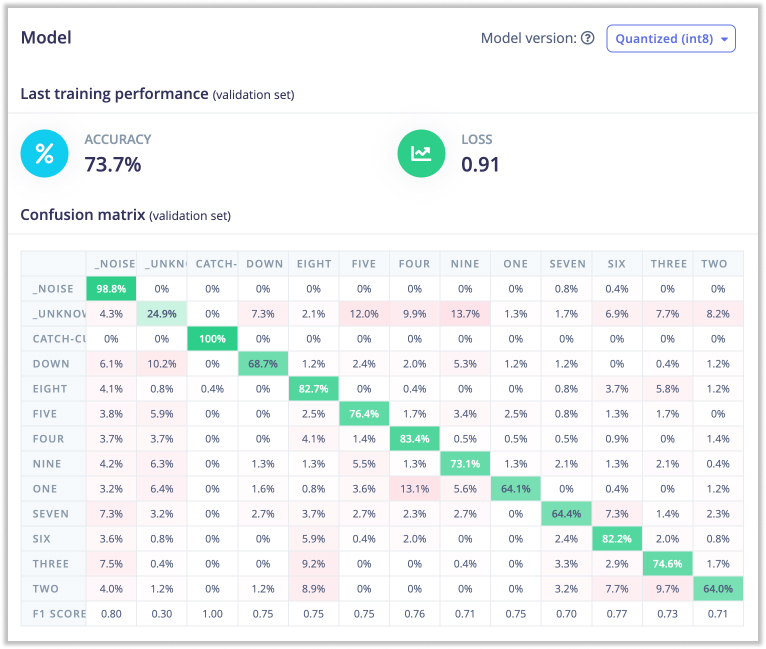 Model
Model version: Quantized (int8)
Last training performance (validation set)
% ACCURACY LOSS
73.7% 0.91
Confusion matrix (validation set)
_NOISE _UNKN CATCH- DOWN EIGHT FIVE FOUR NINE ONE SEVEN SIX THREE TWO
_NOISE 98.8% 0% 0% 0% 0% 0% 0% 0% 0% 0.8% 0.4% 0% 0%
_UNKNOW 4.3% 24.9% 0% 7.3% 2.1% 12.0% 9.9% 13.7% 1.3% 1.7% 6.9% 7.7% 8.2%
CATCH-CU 0% 0% 100% 0% 0% 0% 0% 0% 0% 0% 0% 0% 0%
DOWN 6.1% 10.2% 0% 68.7% 1.2% 2.4% 2.0% 5.3% 1.2% 1.2% 0% 0.4% 1.2%
EIGHT 4.1% 0.8% 0.4% 0% 82.7% 0% 0.4% 0% 0% 0.8% 3.7% 5.8% 1.2%
FIVE 3.8% 5.9% 0% 0% 2.5% 76.4% 1.7% 3.4% 2.5% 0.8% 1.3% 1.7% 0%
FOUR 3.7% 3.7% 0% 0% 4.1% 1.4% 83.4% 0.5% 0.5% 0.5% 0.9% 0% 1.4%
NINE 4.2% 6.3% 0% 1.3% 1.3% 5.5% 1.3% 73.1% 1.3% 2.1% 1.3% 2.1% 0.4%
ONE 3.2% 6.4% 0% 1.6% 0.8% 3.6% 13.1% 5.6% 64.1% 0% 0.4% 0% 1.2%
SEVEN 7.3% 3.2% 0% 2.7% 3.7% 2.7% 2.3% 2.7% 0% 64.4% 7.3% 1.4% 2.3%
SIX 3.6% 0.8% 0% 0% 5.9% 0.4% 2.0% 0% 0% 2.4% 82.2% 2.0% 0.8%
THREE 7.5% 0.4% 0% 0% 9.2% 0% 0% 0.4% 0% 3.3% 2.9% 74.6% 1.7%
TWO 4.0% 1.2% 0% 1.2% 8.9% 0% 0% 0% 0% 3.2% 7.7% 9.7% 64.0%
F1 SCORE 0.80 0.30 1.00 0.75 0.75 0.75 0.76 0.71 0.75 0.70 0.77 0.73 0.71